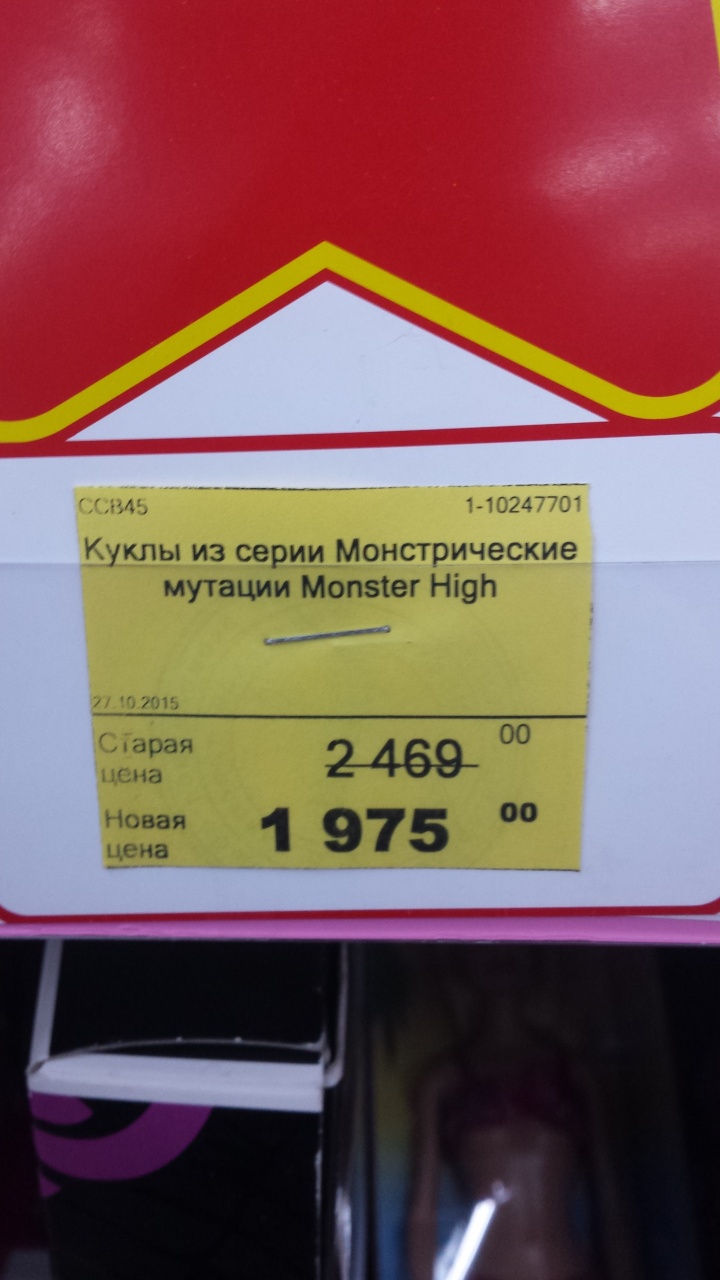 ССВ45 1-10247701
Куклы из серии Монстрические
мутации Monster High
27.10.2015
Старая 2 469 00
цена
Новая 1 975 00
цена